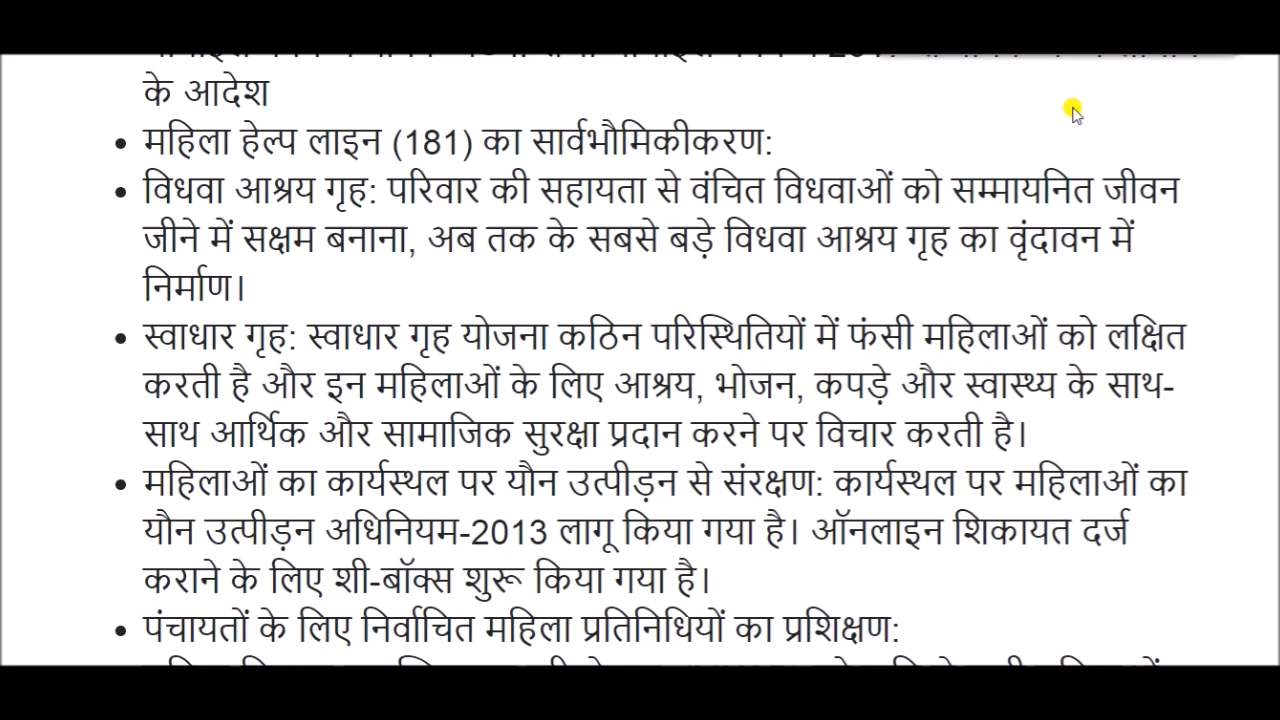 के आदेश
• महिला हेल्प लाइन (181) का सार्वभौमिकीकरण:
• विधवा आश्रय गृह: परिवार की सहायता से वंचित विधवाओं को सम्मायनित जीवन
जीने में सक्षम बनाना, अब तक के सबसे बड़े विधवा आश्रय गृह का वृंदावन में
निर्माण।
• स्वाधार गृह: स्वाधार गृह योजना कठिन परिस्थितियों में फंसी महिलाओं को लक्षित
करती है और इन महिलाओं के लिए आश्रय, भोजन, कपड़े और स्वास्थ्य के साथ-
साथ आर्थिक और सामाजिक सुरक्षा प्रदान करने पर विचार करती है।
• महिलाओं का कार्यस्थल पर यौन उत्पीड़न से संरक्षण: कार्यस्थल पर महिलाओं का
यौन उत्पीड़न अधिनियम-2013 लागू किया गया है। ऑनलाइन शिकायत दर्ज
कराने के लिए शी-बॉक्स शुरू किया गया है।
• पंचायतों के लिए निर्वाचित महिला प्रतिनिधियों का प्रशिक्षण: